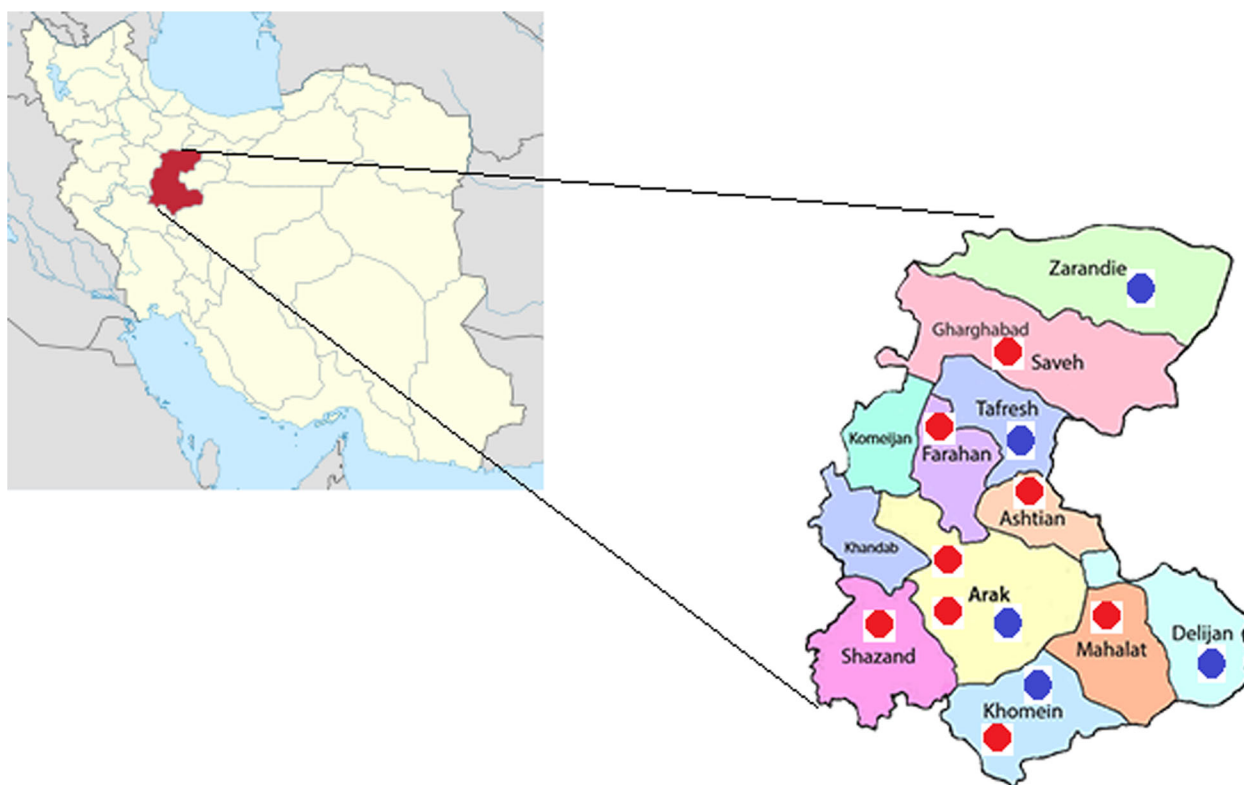 Zarandie
Gharghabad
Saveh
Tafresh
Komeijan
Farahan
Ashtian
Khandab
Arak
Shazand
Mahalat
Delijan
Khomein